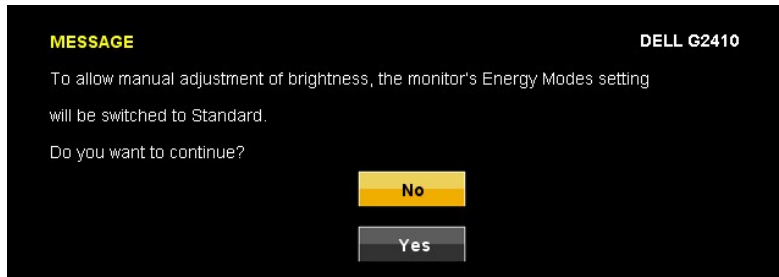 MESSAGE
DELL G2410
To allow manual adjustment of brightness, the monitor's Energy Modes setting
will be switched to Standard.
Do you want to continue?
No
Yes